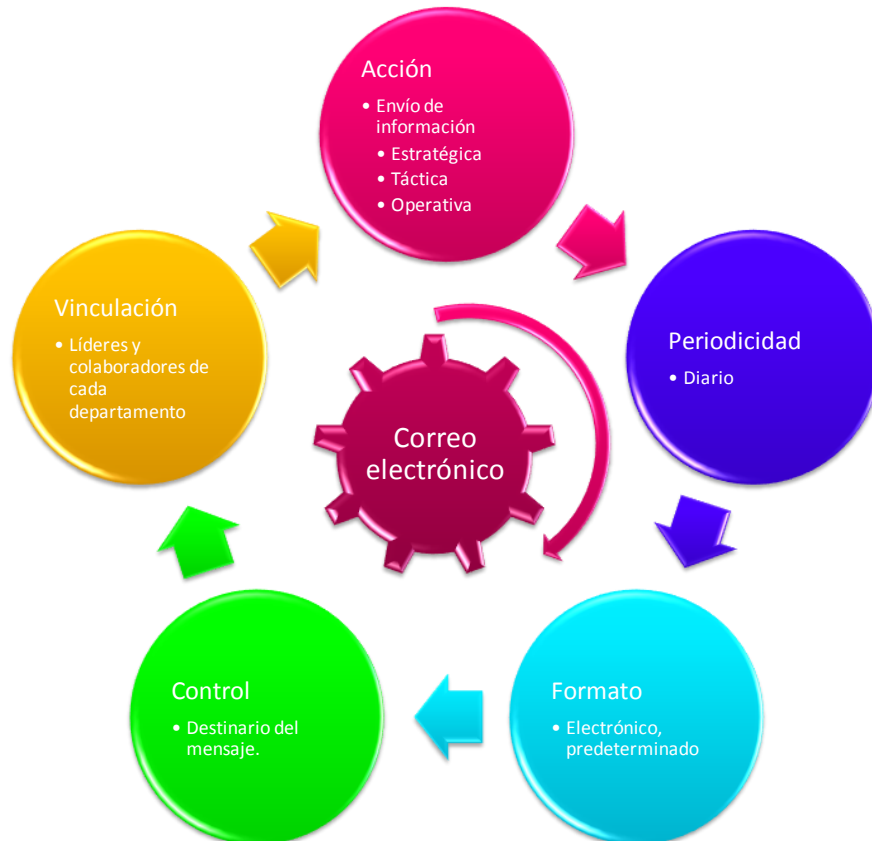 Acción
• Envío de
información
• Estratégica
• Táctica
• Operativa
Periodicidad
• Diario
Formato
• Electrónico,
predeterminado
Control
• Destinario del
mensaje.
Vinculación
• Líderes y
colaboradores de
cada
departamento
Correo
electrónico